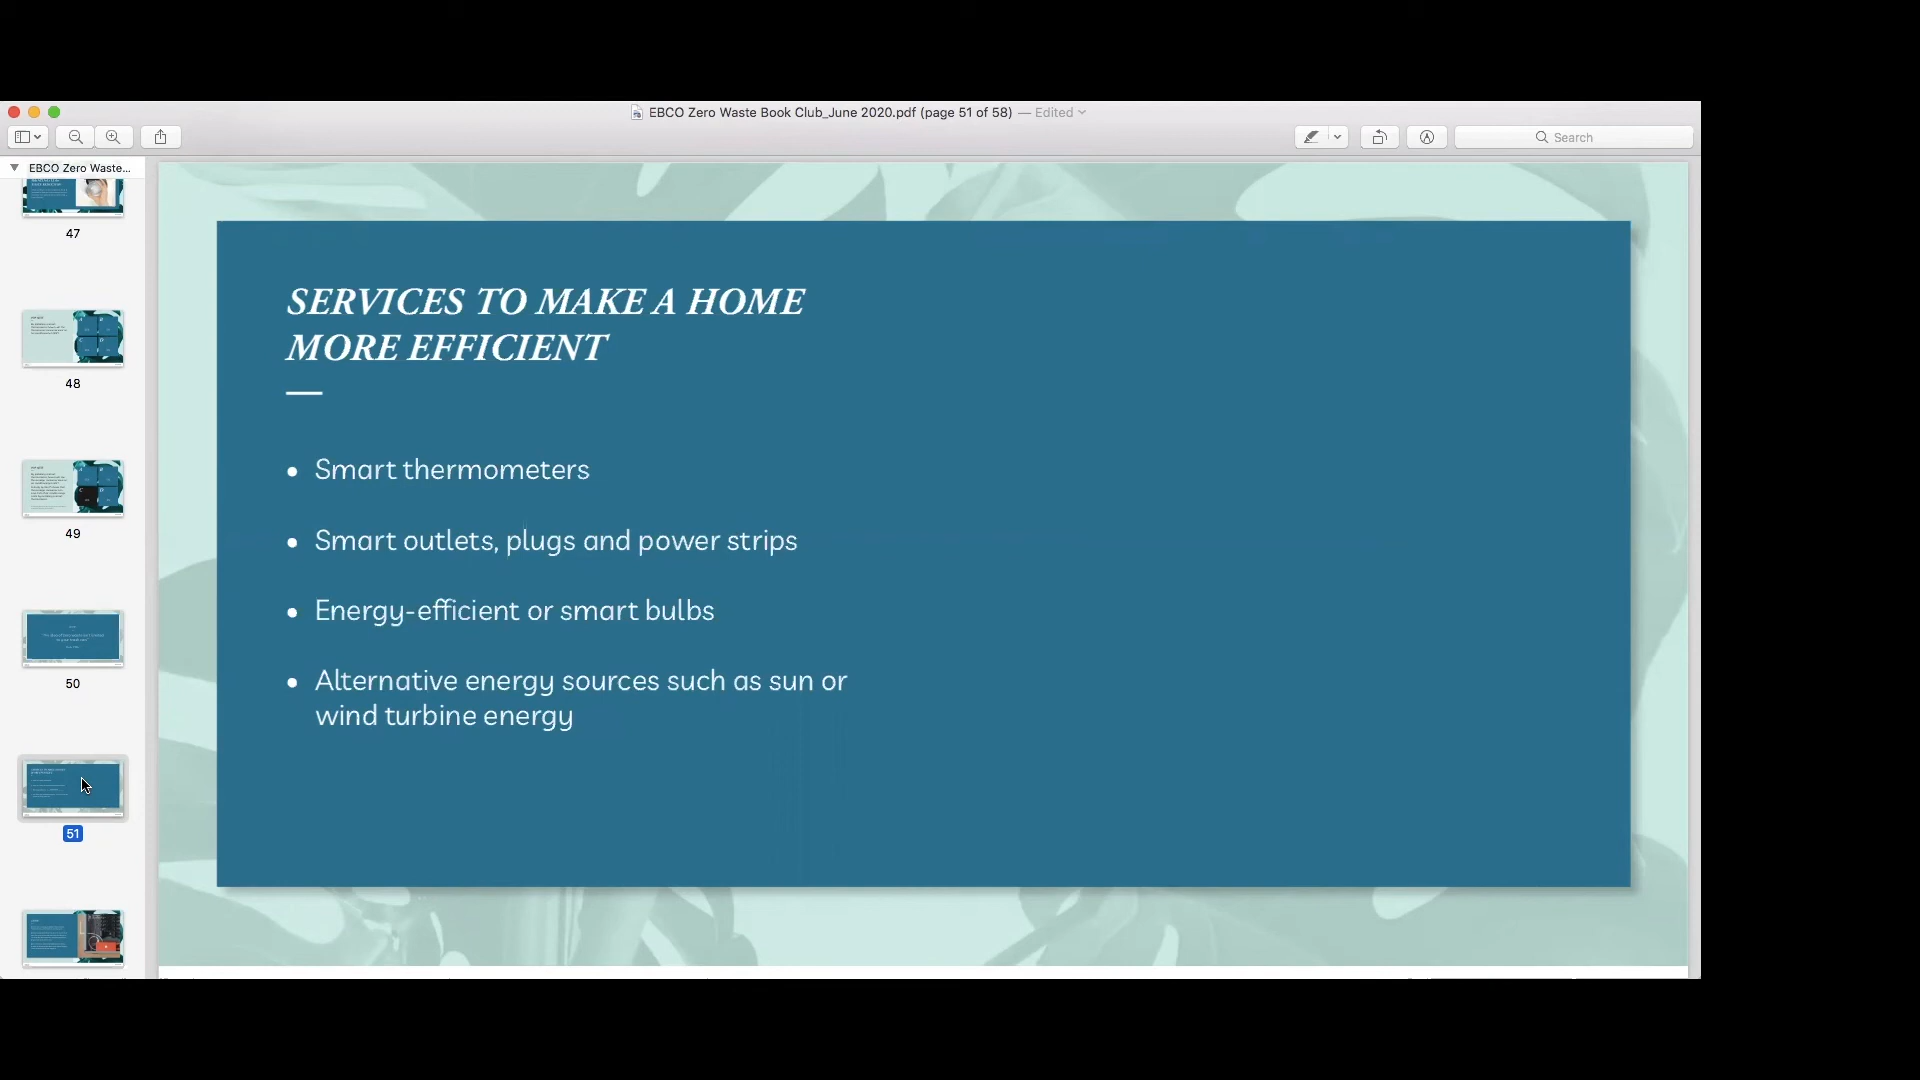 EBCO Zero Waste Book Club_June 2020.pdf (page 51 of 58) — Edited
Search
EBCO Zero Waste...
47
48
49
50
51
SERVICES TO MAKE A HOME
MORE EFFICIENT
• Smart thermometers
• Smart outlets, plugs and power strips
• Energy-efficient or smart bulbs
• Alternative energy sources such as sun or
wind turbine energy